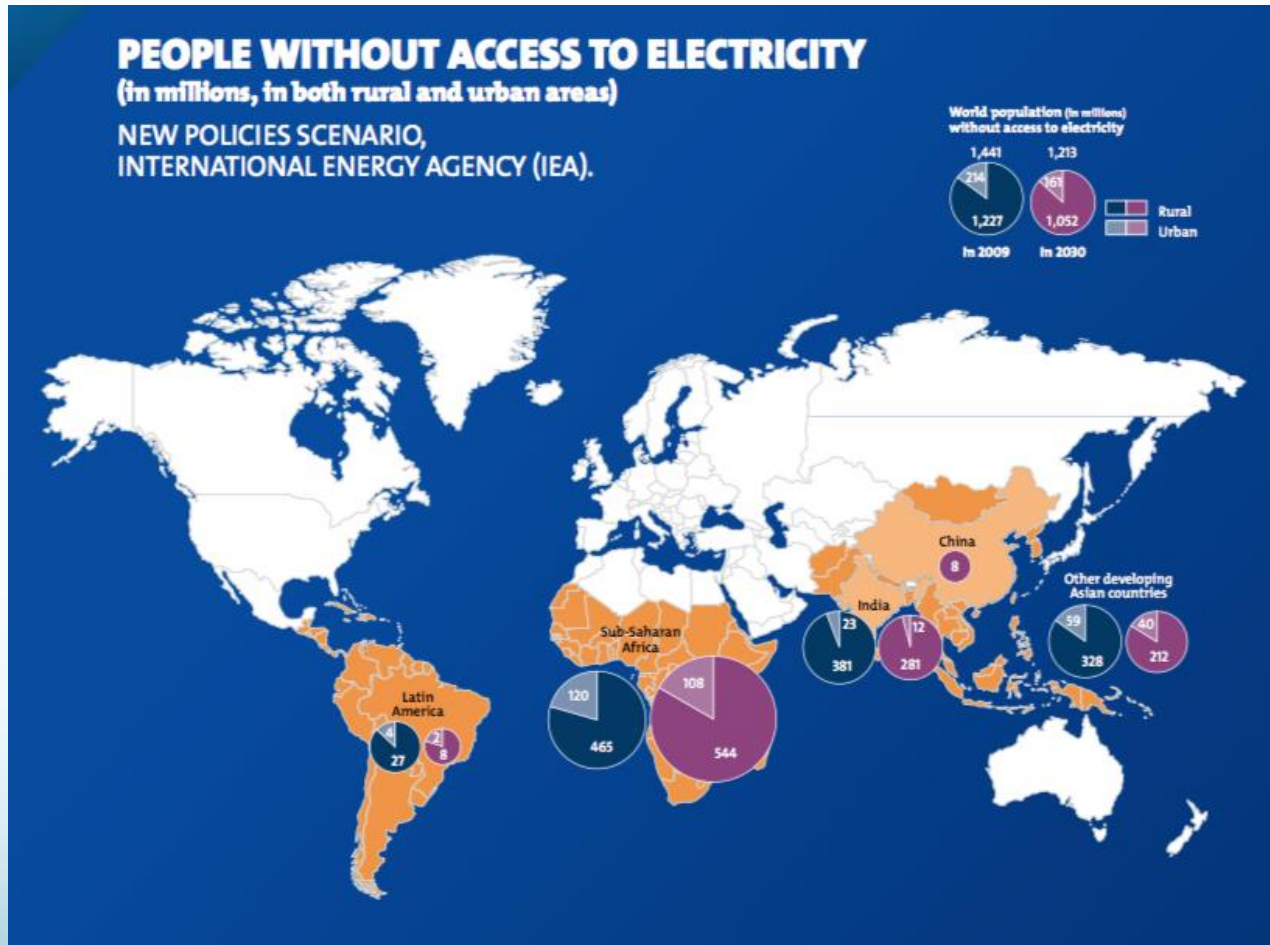 PEOPLE WITHOUT ACCESS TO ELECTRICITY
(in millions, in both rural and urban areas)
NEW POLICIES SCENARIO,
INTERNATIONAL ENERGY AGENCY (IEA).
World population (in millions)
without access to electricity
1,441 1,213
214 161
1,227 1,052
Rural
Urban
In 2009 In 2030
China
8
Other developing
Asian countries
59 40
328 212
India
23 12
381 281
Sub-Saharan
Africa
120 108
465 544
Latin
America
4 2
27 8